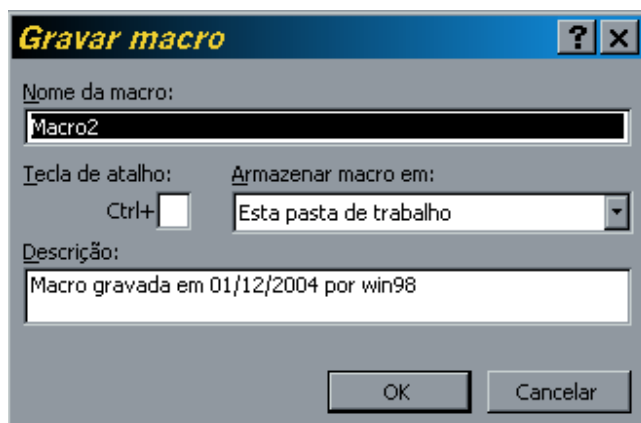 Gravar macro
Nome da macro:
Macro2
Tecla de atalho: Armazenar macro em:
Ctrl+ Esta pasta de trabalho
Descrição:
Macro gravada em 01/12/2004 por win98
OK Cancelar